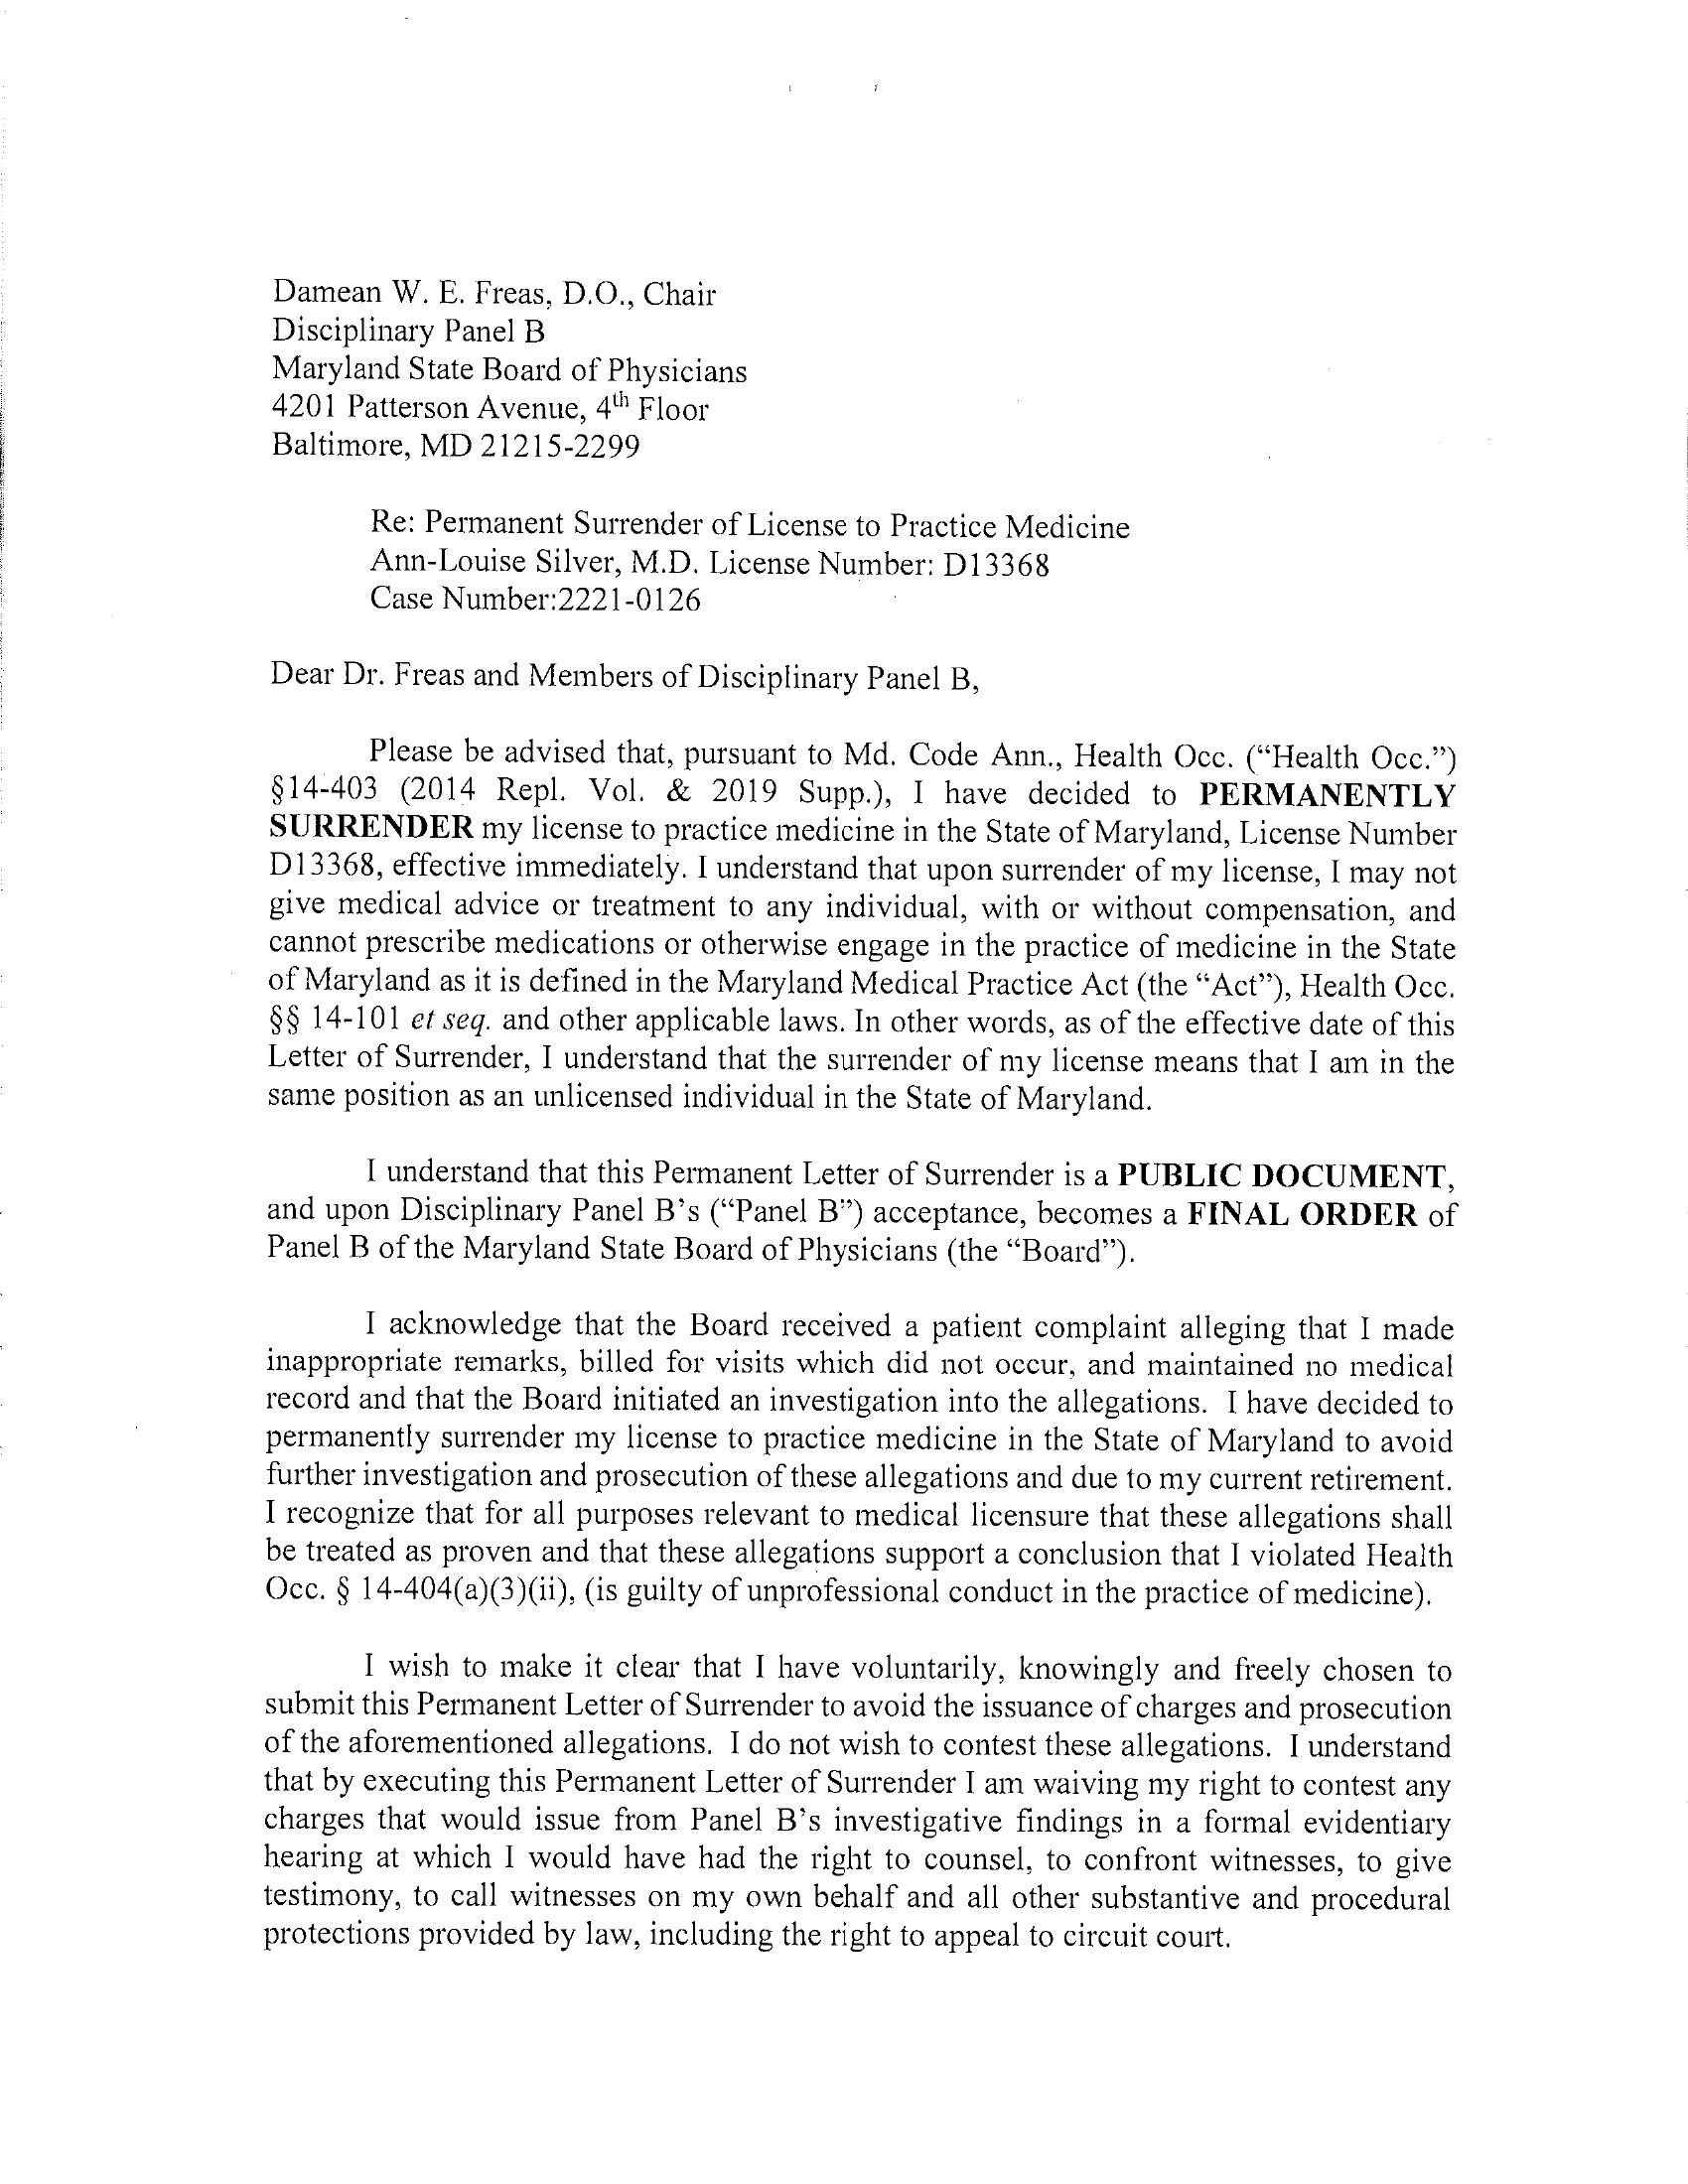 Damean W. E. Freas, D.O., Chair
Disciplinary Panel B
Maryland State Board of Physicians
4201 Patterson Avenue, 4th Floor
Baltimore, MD 21215-2299
Re: Permanent Surrender of License to Practice Medicine
Ann-Louise Silver, M.D. License Number: D13368
Case Number:2221-0126
Dear Dr. Freas and Members of Disciplinary Panel B,
Please be advised that, pursuant to Md. Code Ann., Health Occ. (“Health Occ.”)
§14-403 (2014 Repl. Vol. & 2019 Supp.), I have decided to PERMANENTLY
SURRENDER my license to practice medicine in the State of Maryland, License Number
D13368, effective immediately. I understand that upon surrender of my license, I may not
give medical advice or treatment to any individual, with or without compensation, and
cannot prescribe medications or otherwise engage in the practice of medicine in the State
of Maryland as it is defined in the Maryland Medical Practice Act (the “Act”), Health Occ.
§§ 14-101 et seq. and other applicable laws. In other words, as of the effective date of this
Letter of Surrender, I understand that the surrender of my license means that I am in the
same position as an unlicensed individual in the State of Maryland.
I understand that this Permanent Letter of Surrender is a PUBLIC DOCUMENT,
and upon Disciplinary Panel B’s (“Panel B”) acceptance, becomes a FINAL ORDER of
Panel B of the Maryland State Board of Physicians (the “Board”).
I acknowledge that the Board received a patient complaint alleging that I made
inappropriate remarks, billed for visits which did not occur, and maintained no medical
record and that the Board initiated an investigation into the allegations. I have decided to
permanently surrender my license to practice medicine in the State of Maryland to avoid
further investigation and prosecution of these allegations and due to my current retirement.
I recognize that for all purposes relevant to medical licensure that these allegations shall
be treated as proven and that these allegations support a conclusion that I violated Health
Occ. § 14-404(a)(3)(ii), (is guilty of unprofessional conduct in the practice of medicine).
I wish to make it clear that I have voluntarily, knowingly and freely chosen to
submit this Permanent Letter of Surrender to avoid the issuance of charges and prosecution
of the aforementioned allegations. I do not wish to contest these allegations. I understand
that by executing this Permanent Letter of Surrender I am waiving my right to contest any
charges that would issue from Panel B’s investigative findings in a formal evidentiary
hearing at which I would have had the right to counsel, to confront witnesses, to give
testimony, to call witnesses on my own behalf and all other substantive and procedural
protections provided by law, including the right to appeal to circuit court.